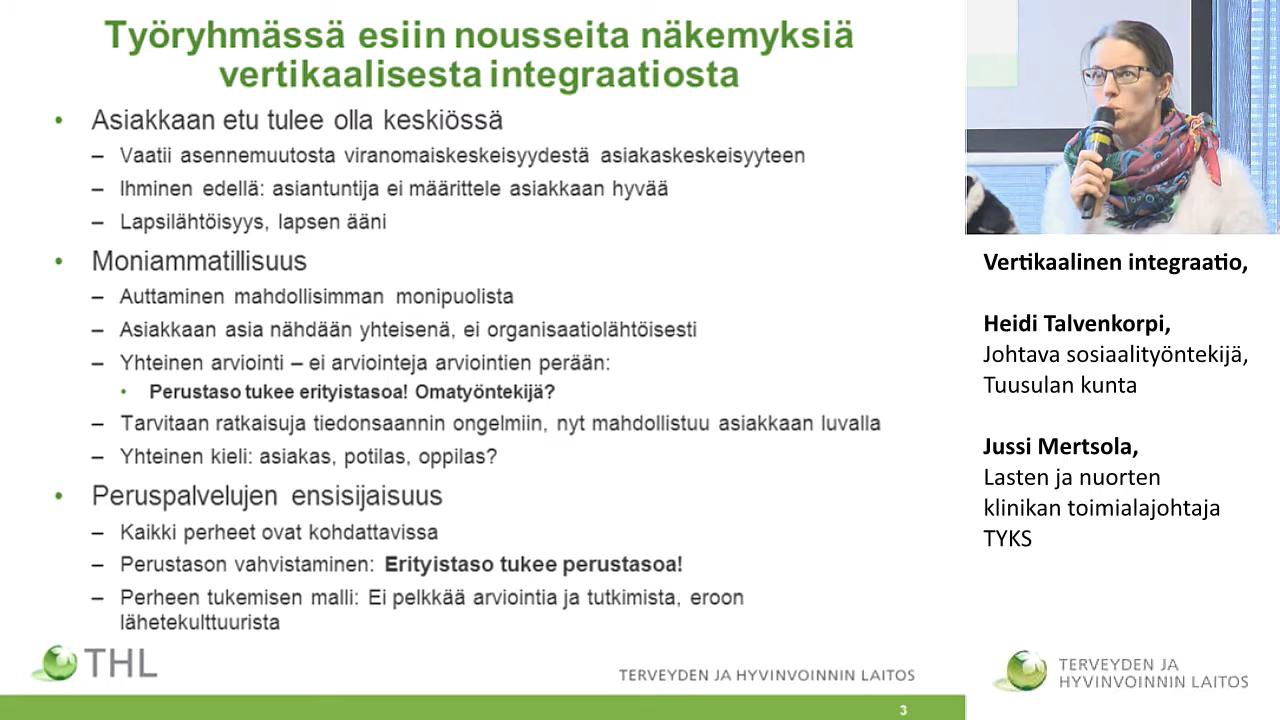 Työryhmässä esiin nousseita näkemyksiä
vertikaalisesta integraatiosta
• Asiakkaan etu tulee olla keskiössä
– Vaatii asennemuutosta viranomaiskeskeisyydestä asiakaskeskeisyyteen
– Ihminen edellä: asiantuntija ei määrittele asiakkaan hyvää
– Lapsilähtöisyys, lapsen ääni
• Moniammatillisuus
– Auttaminen mahdollisimman monipuolista
– Asiakkaan asia nähdään yhteisenä, ei organisaatiolähtöisesti
– Yhteinen arviointi – ei arviointeja arviointien perään:
• Perustaso tukee erityistasoa! Omatyöntekijä?
– Tarvitaan ratkaisuja tiedonsaannin ongelmiin, nyt mahdollistuu asiakkaan luvalla
– Yhteinen kieli: asiakas, potilas, oppilas?
• Peruspalvelujen ensisijaisuus
– Kaikki perheet ovat kohdattavissa
– Perustason vahvistaminen: Erityistaso tukee perustasoa!
– Perheen tukemisen malli: Ei pelkkää arviointia ja tutkimista, eroon
lähetekulttuurista
THL
TERVEYDEN JA HYVINVOINNIN LAITOS
3
Vertikaalinen integraatio,
Heidi Talvenkorpi,
Johtava sosiaalityöntekijä,
Tuusulan kunta
Jussi Mertsola,
Lasten ja nuorten
klinikan toimialajohtaja
TYKS
TERVEYDEN JA
HYVINVOINNIN LAITOS